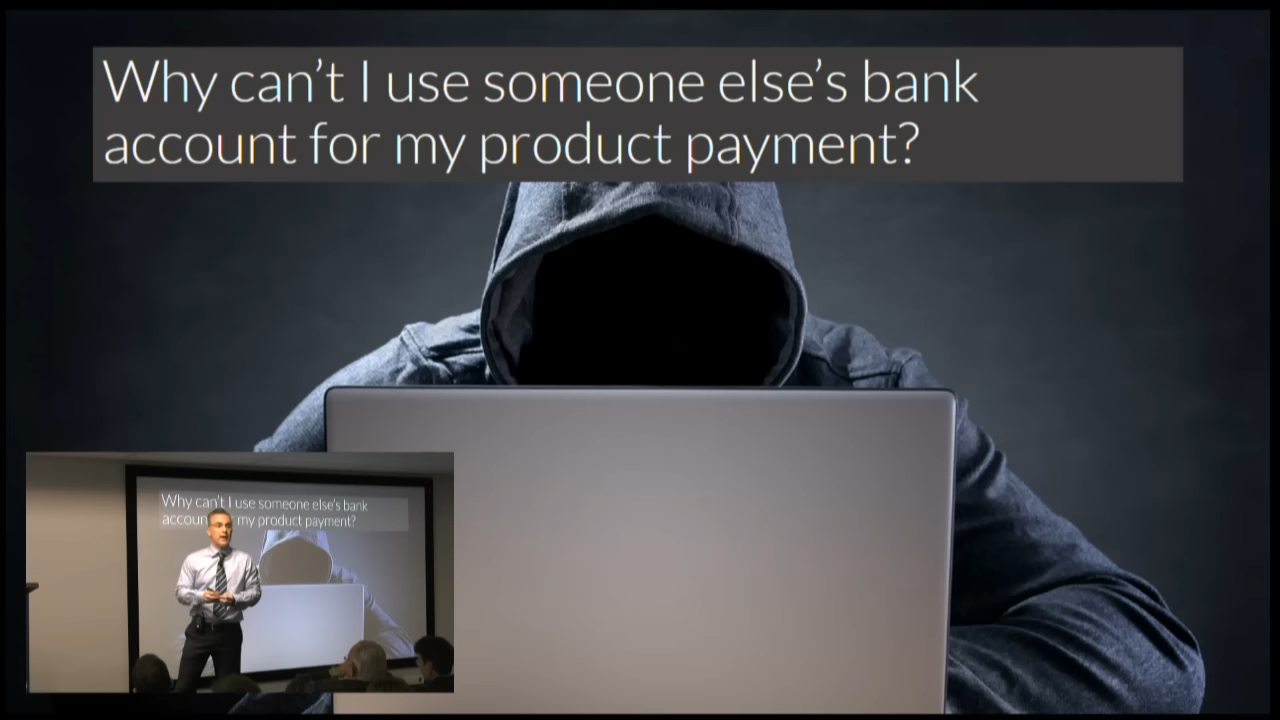 Why can't I use someone else's bank
account for my product payment?
Why can't I use someone else's bank
accoun my product payment?